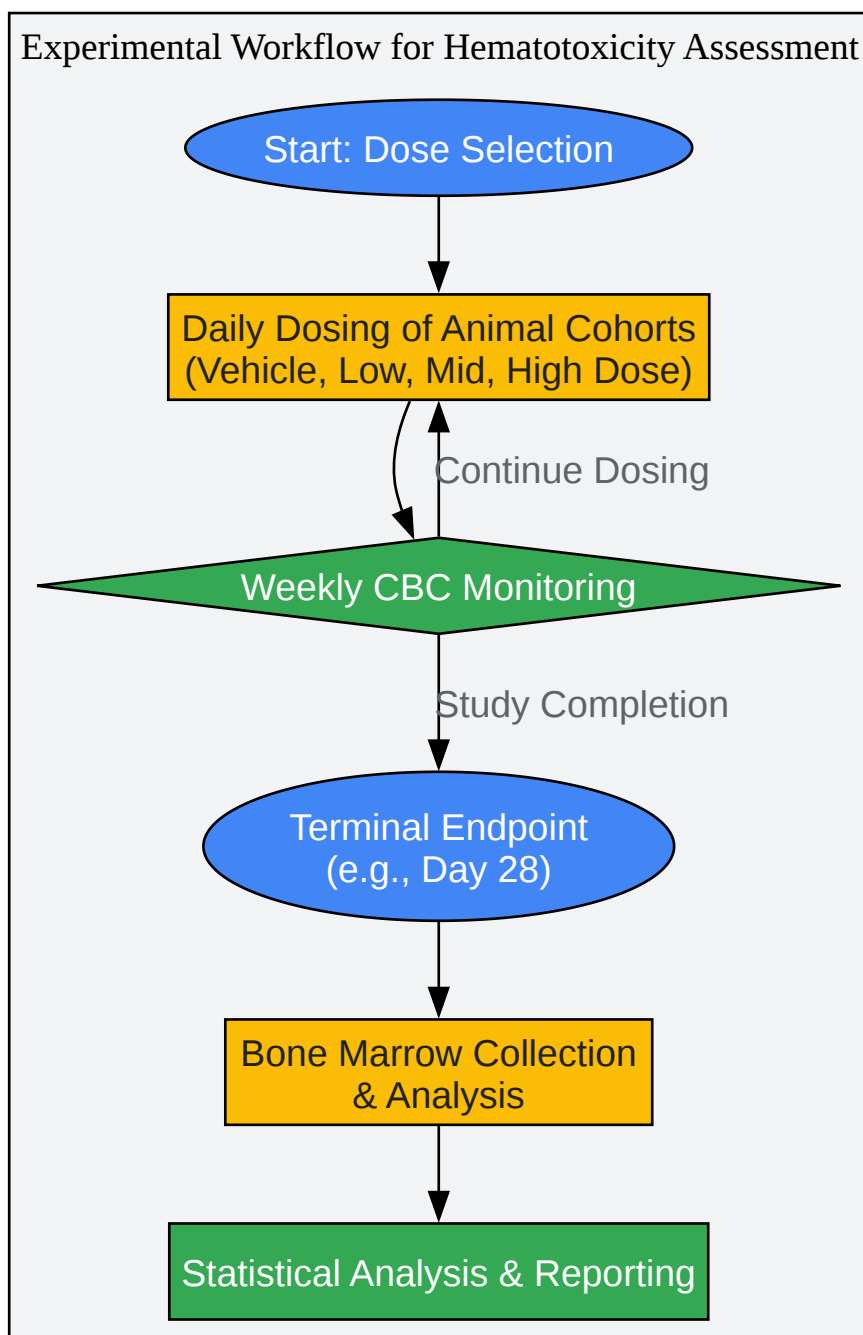 Experimental Workflow for Hematotoxicity Assessment
Start: Dose Selection
Daily Dosing of Animal Cohorts
(Vehicle, Low, Mid, High Dose)
Continue Dosing
Weekly CBC Monitoring
Study Completion
Terminal Endpoint
(e.g., Day 28)
Bone Marrow Collection
& Analysis
Statistical Analysis & Reporting